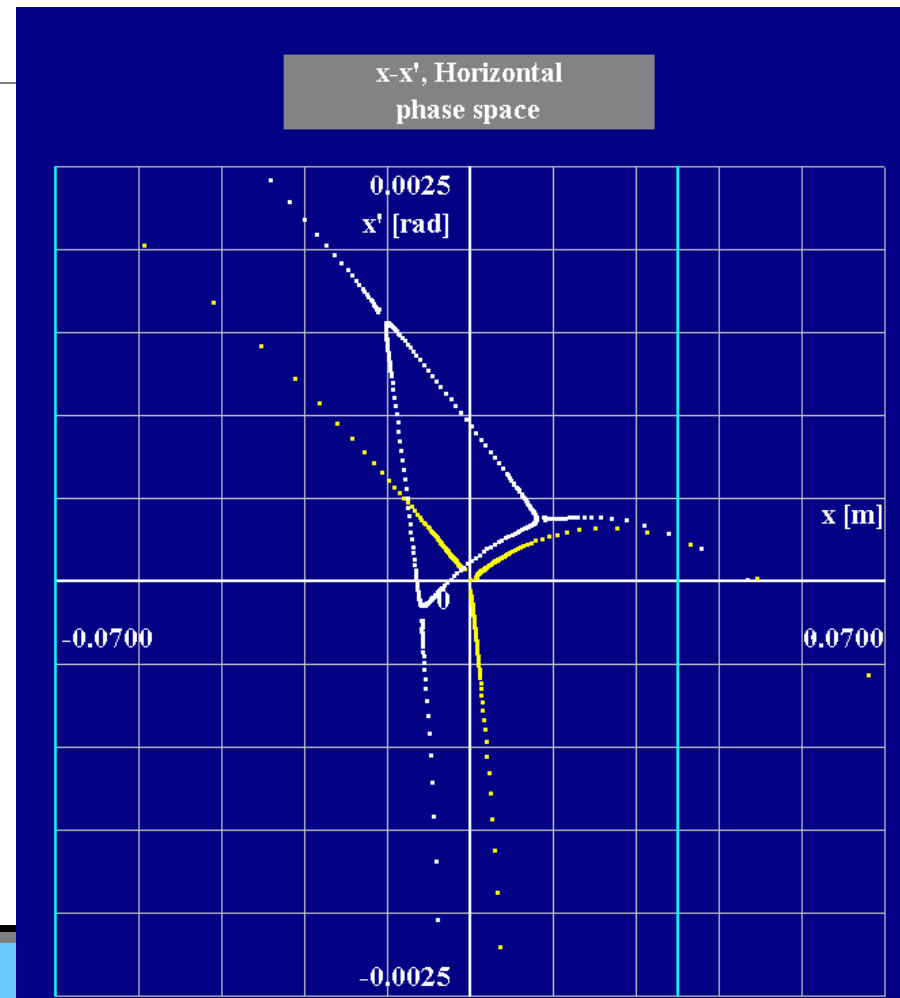 x-x', Horizontal
phase space
0.0025
x' [rad]
x [m]
0
-0.0700
0.0700
-0.0025